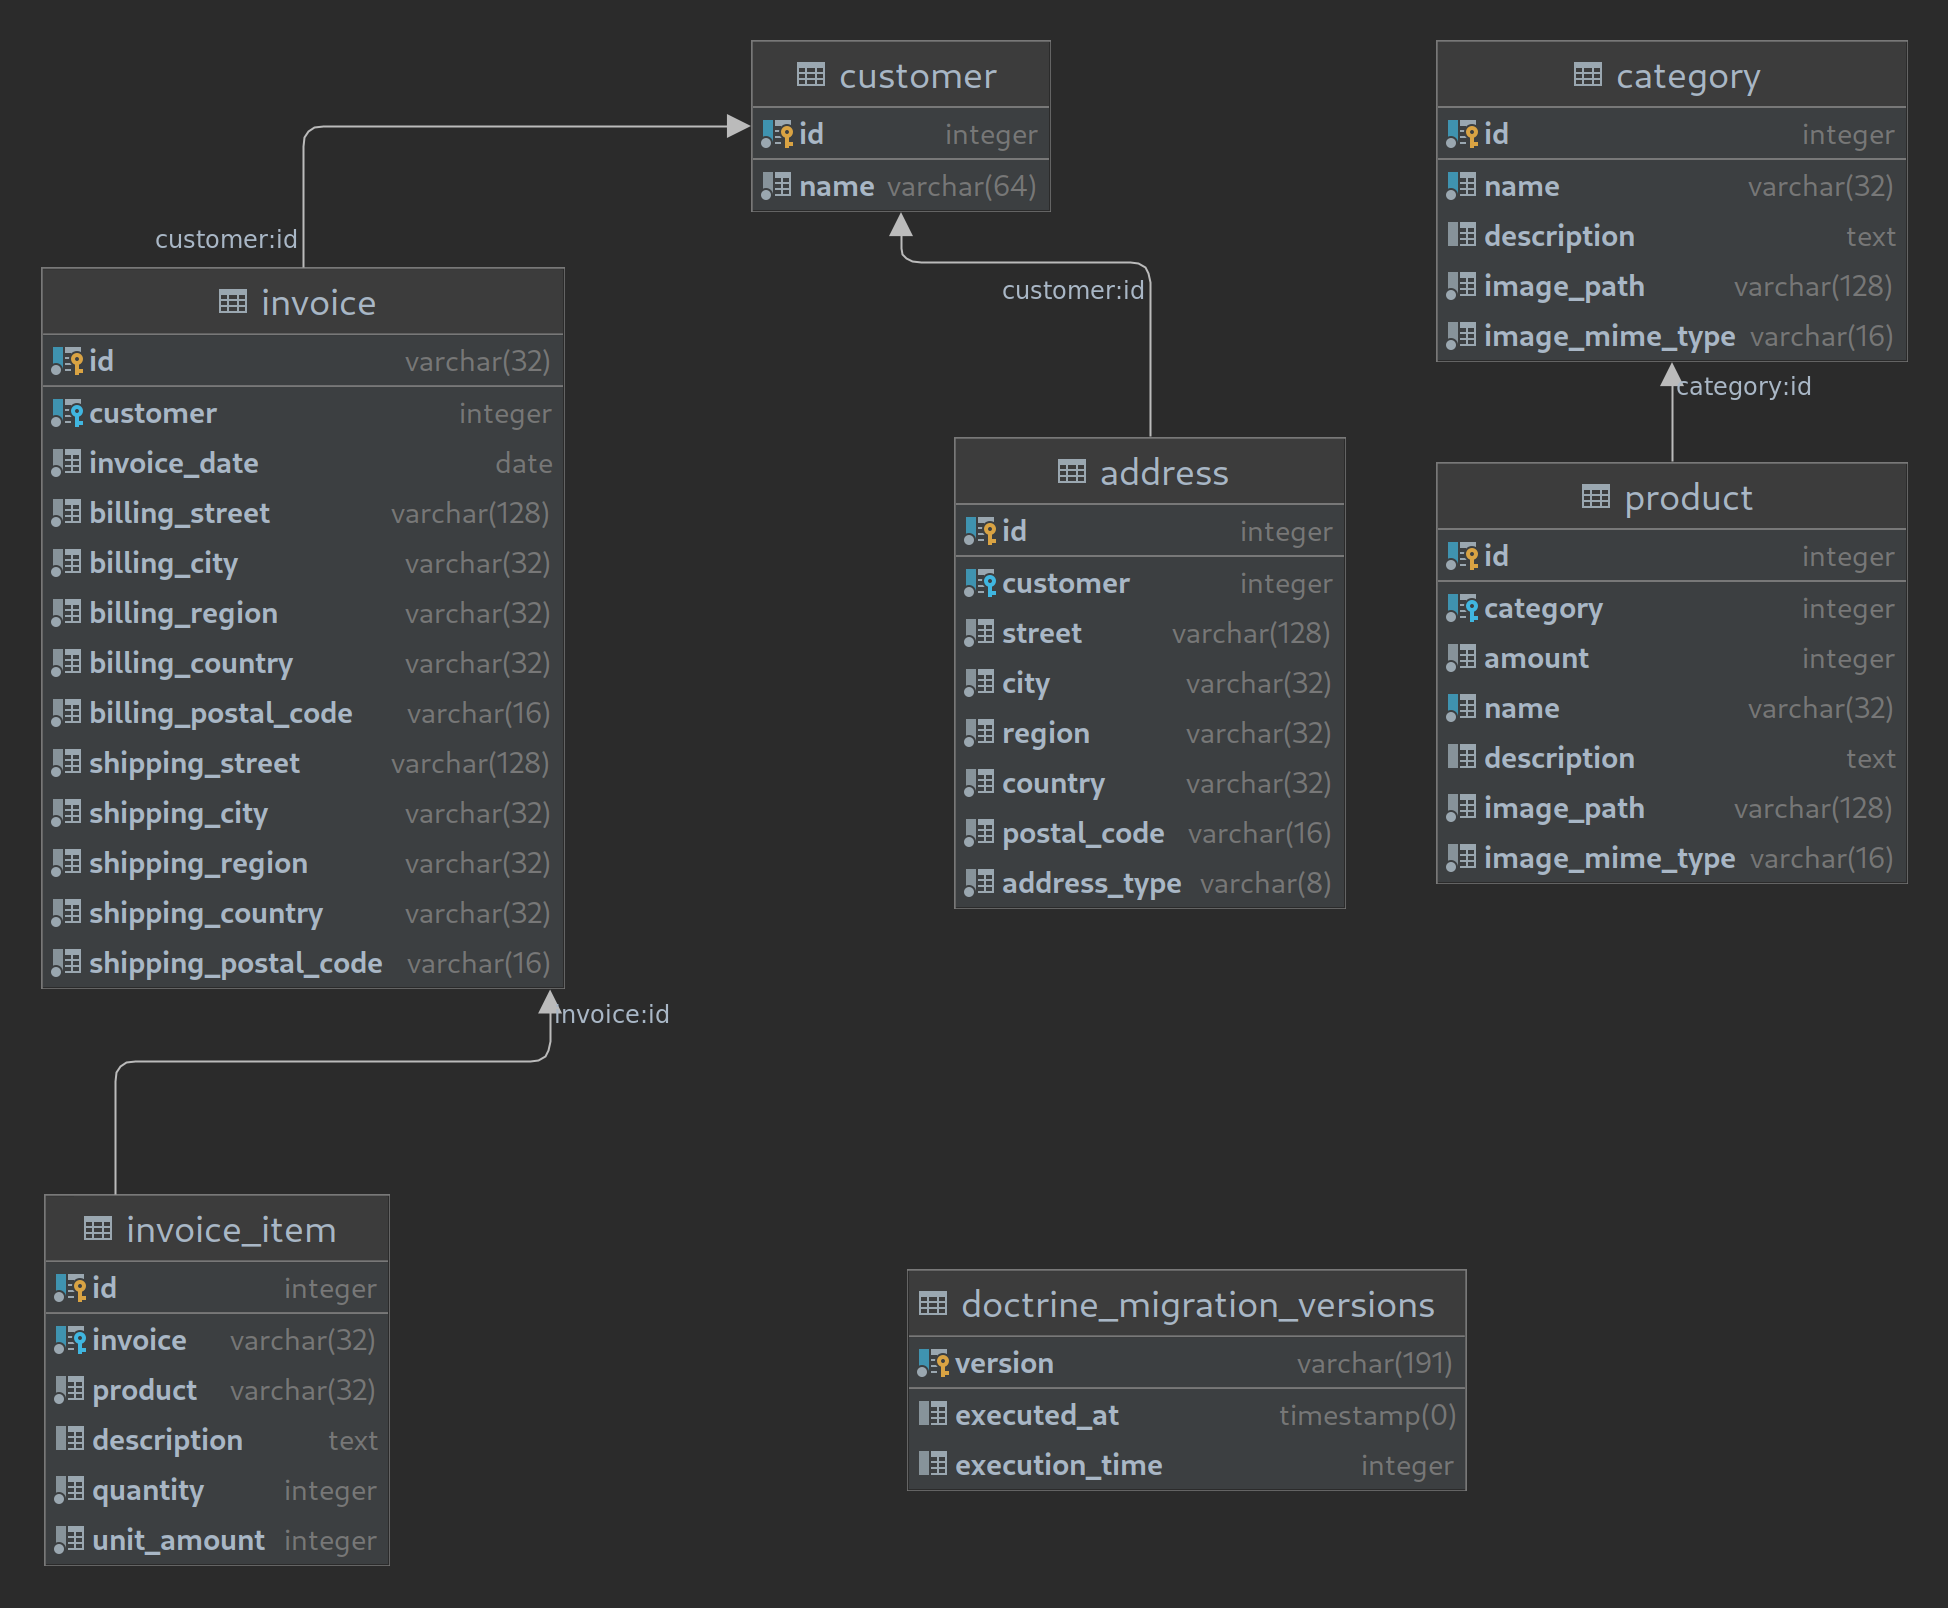 customer
id integer
name varchar(64)
category
id integer
name varchar(32)
description text
image_path varchar(128)
image_mime_type varchar(16)
customer:id
customer:id
category:id
invoice
id varchar(32)
customer integer
invoice_date date
billing_street varchar(128)
billing_city varchar(32)
billing_region varchar(32)
billing_country varchar(32)
billing_postal_code varchar(16)
shipping_street varchar(128)
shipping_city varchar(32)
shipping_region varchar(32)
shipping_country varchar(32)
shipping_postal_code varchar(16)
address
id integer
customer integer
street varchar(128)
city varchar(32)
region varchar(32)
country varchar(32)
postal_code varchar(16)
address_type varchar(8)
product
id integer
category integer
amount integer
name varchar(32)
description text
image_path varchar(128)
image_mime_type varchar(16)
invoice:id
invoice_item
id integer
invoice varchar(32)
product varchar(32)
description text
quantity integer
unit_amount integer
doctrine_migration_versions
version varchar(191)
executed_at timestamp(0)
execution_time integer